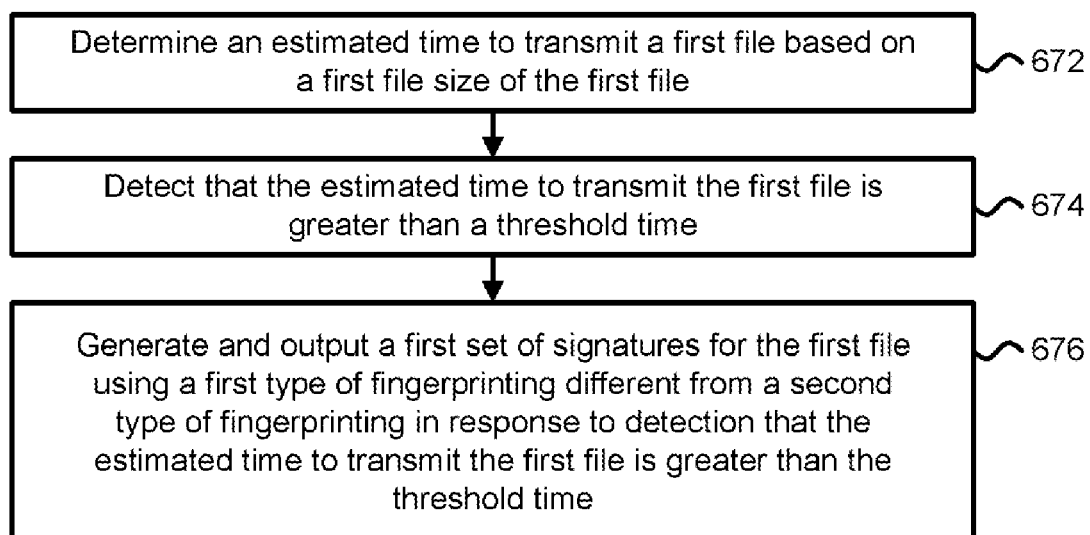 Determine an estimated time to transmit a first file based on
a first file size of the first file
672
Detect that the estimated time to transmit the first file is
greater than a threshold time
674
Generate and output a first set of signatures for the first file
using a first type of fingerprinting different from a second
type of fingerprinting in response to detection that the
estimated time to transmit the first file is greater than the
threshold time
676